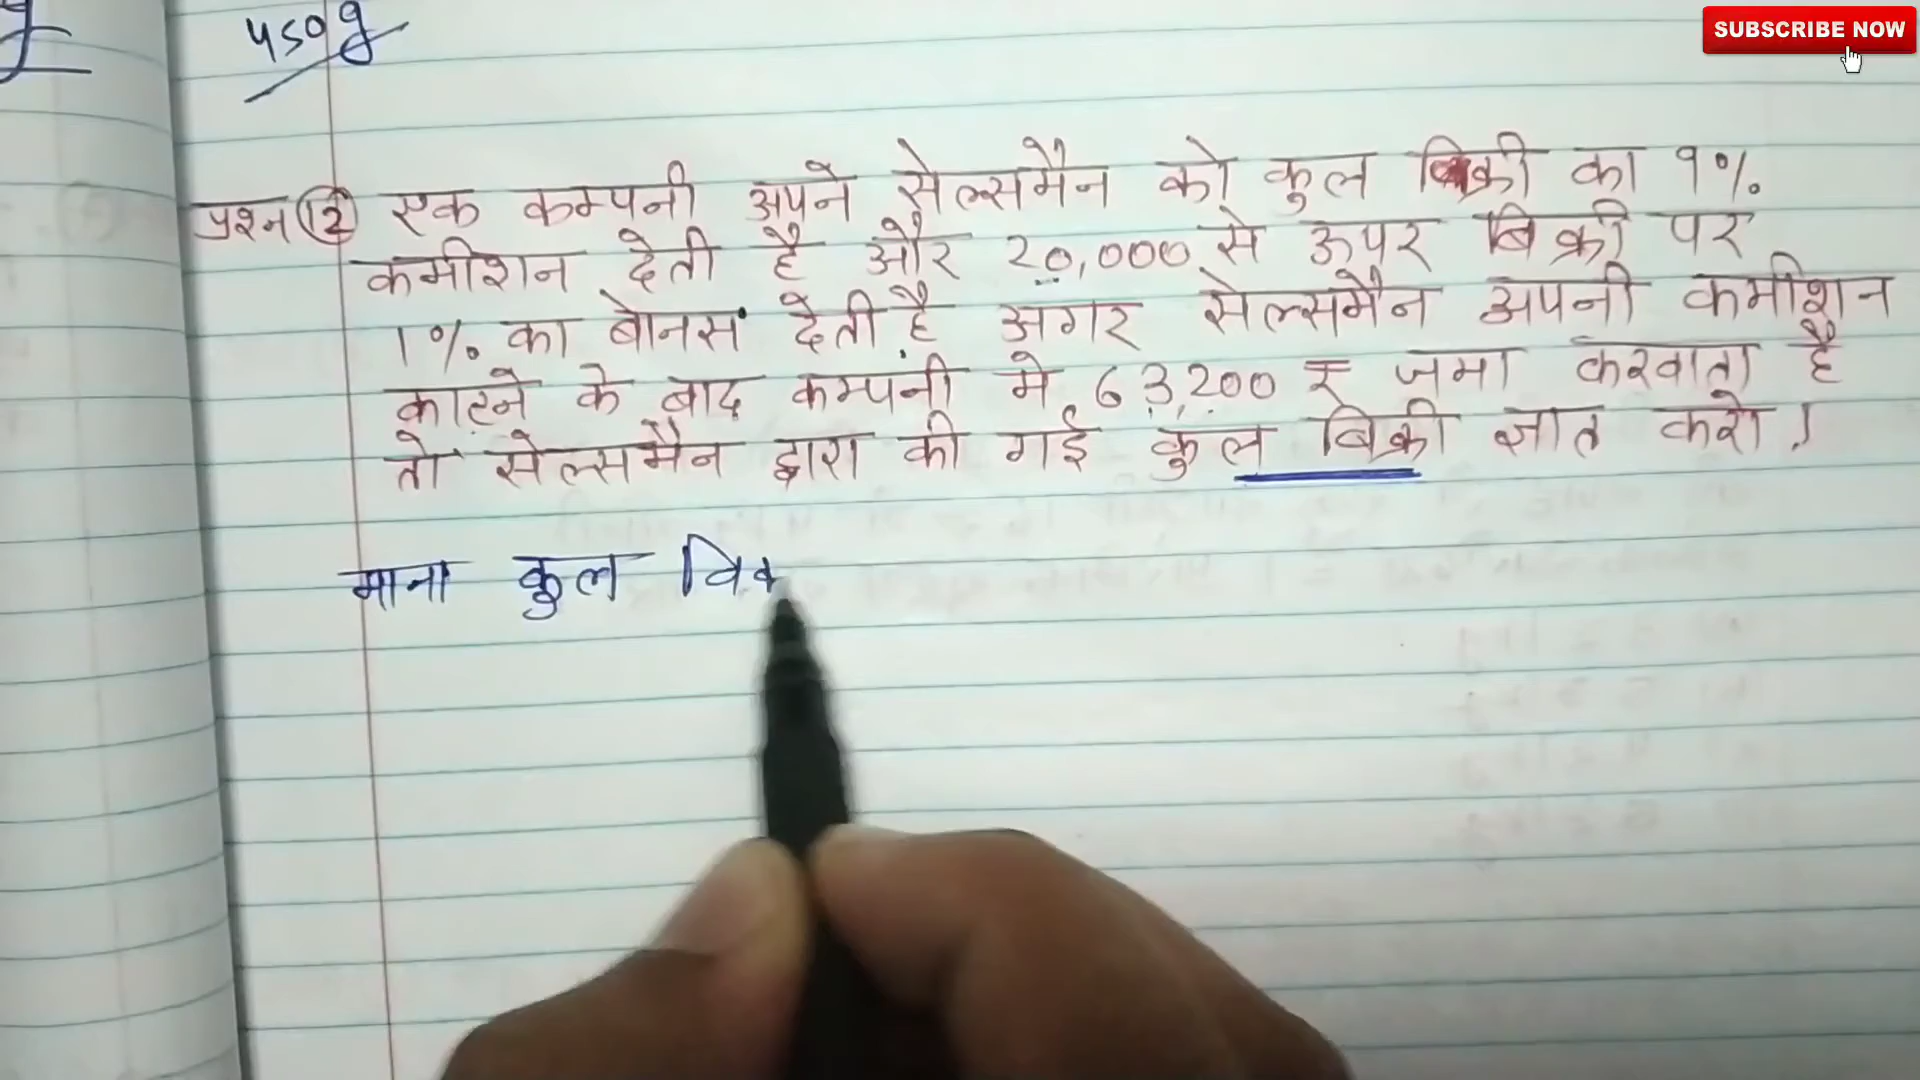 450g
SUBSCRIBE NOW
प्रश्न (12) एक कम्पनी अपने सेल्समैन को कुल बिक्री का ९%
कमीशन देती है और 20,000 से ऊपर बिक्री पर
1% का बोनस देती है अगर सेल्समैन अपनी कमीशन
काटने के बाद कम्पनी मे 63,200 ₹ जमा करवाता है
तो सेल्समैन द्वारा की गई कुल बिक्री ज्ञात करो।
माना कुल विक